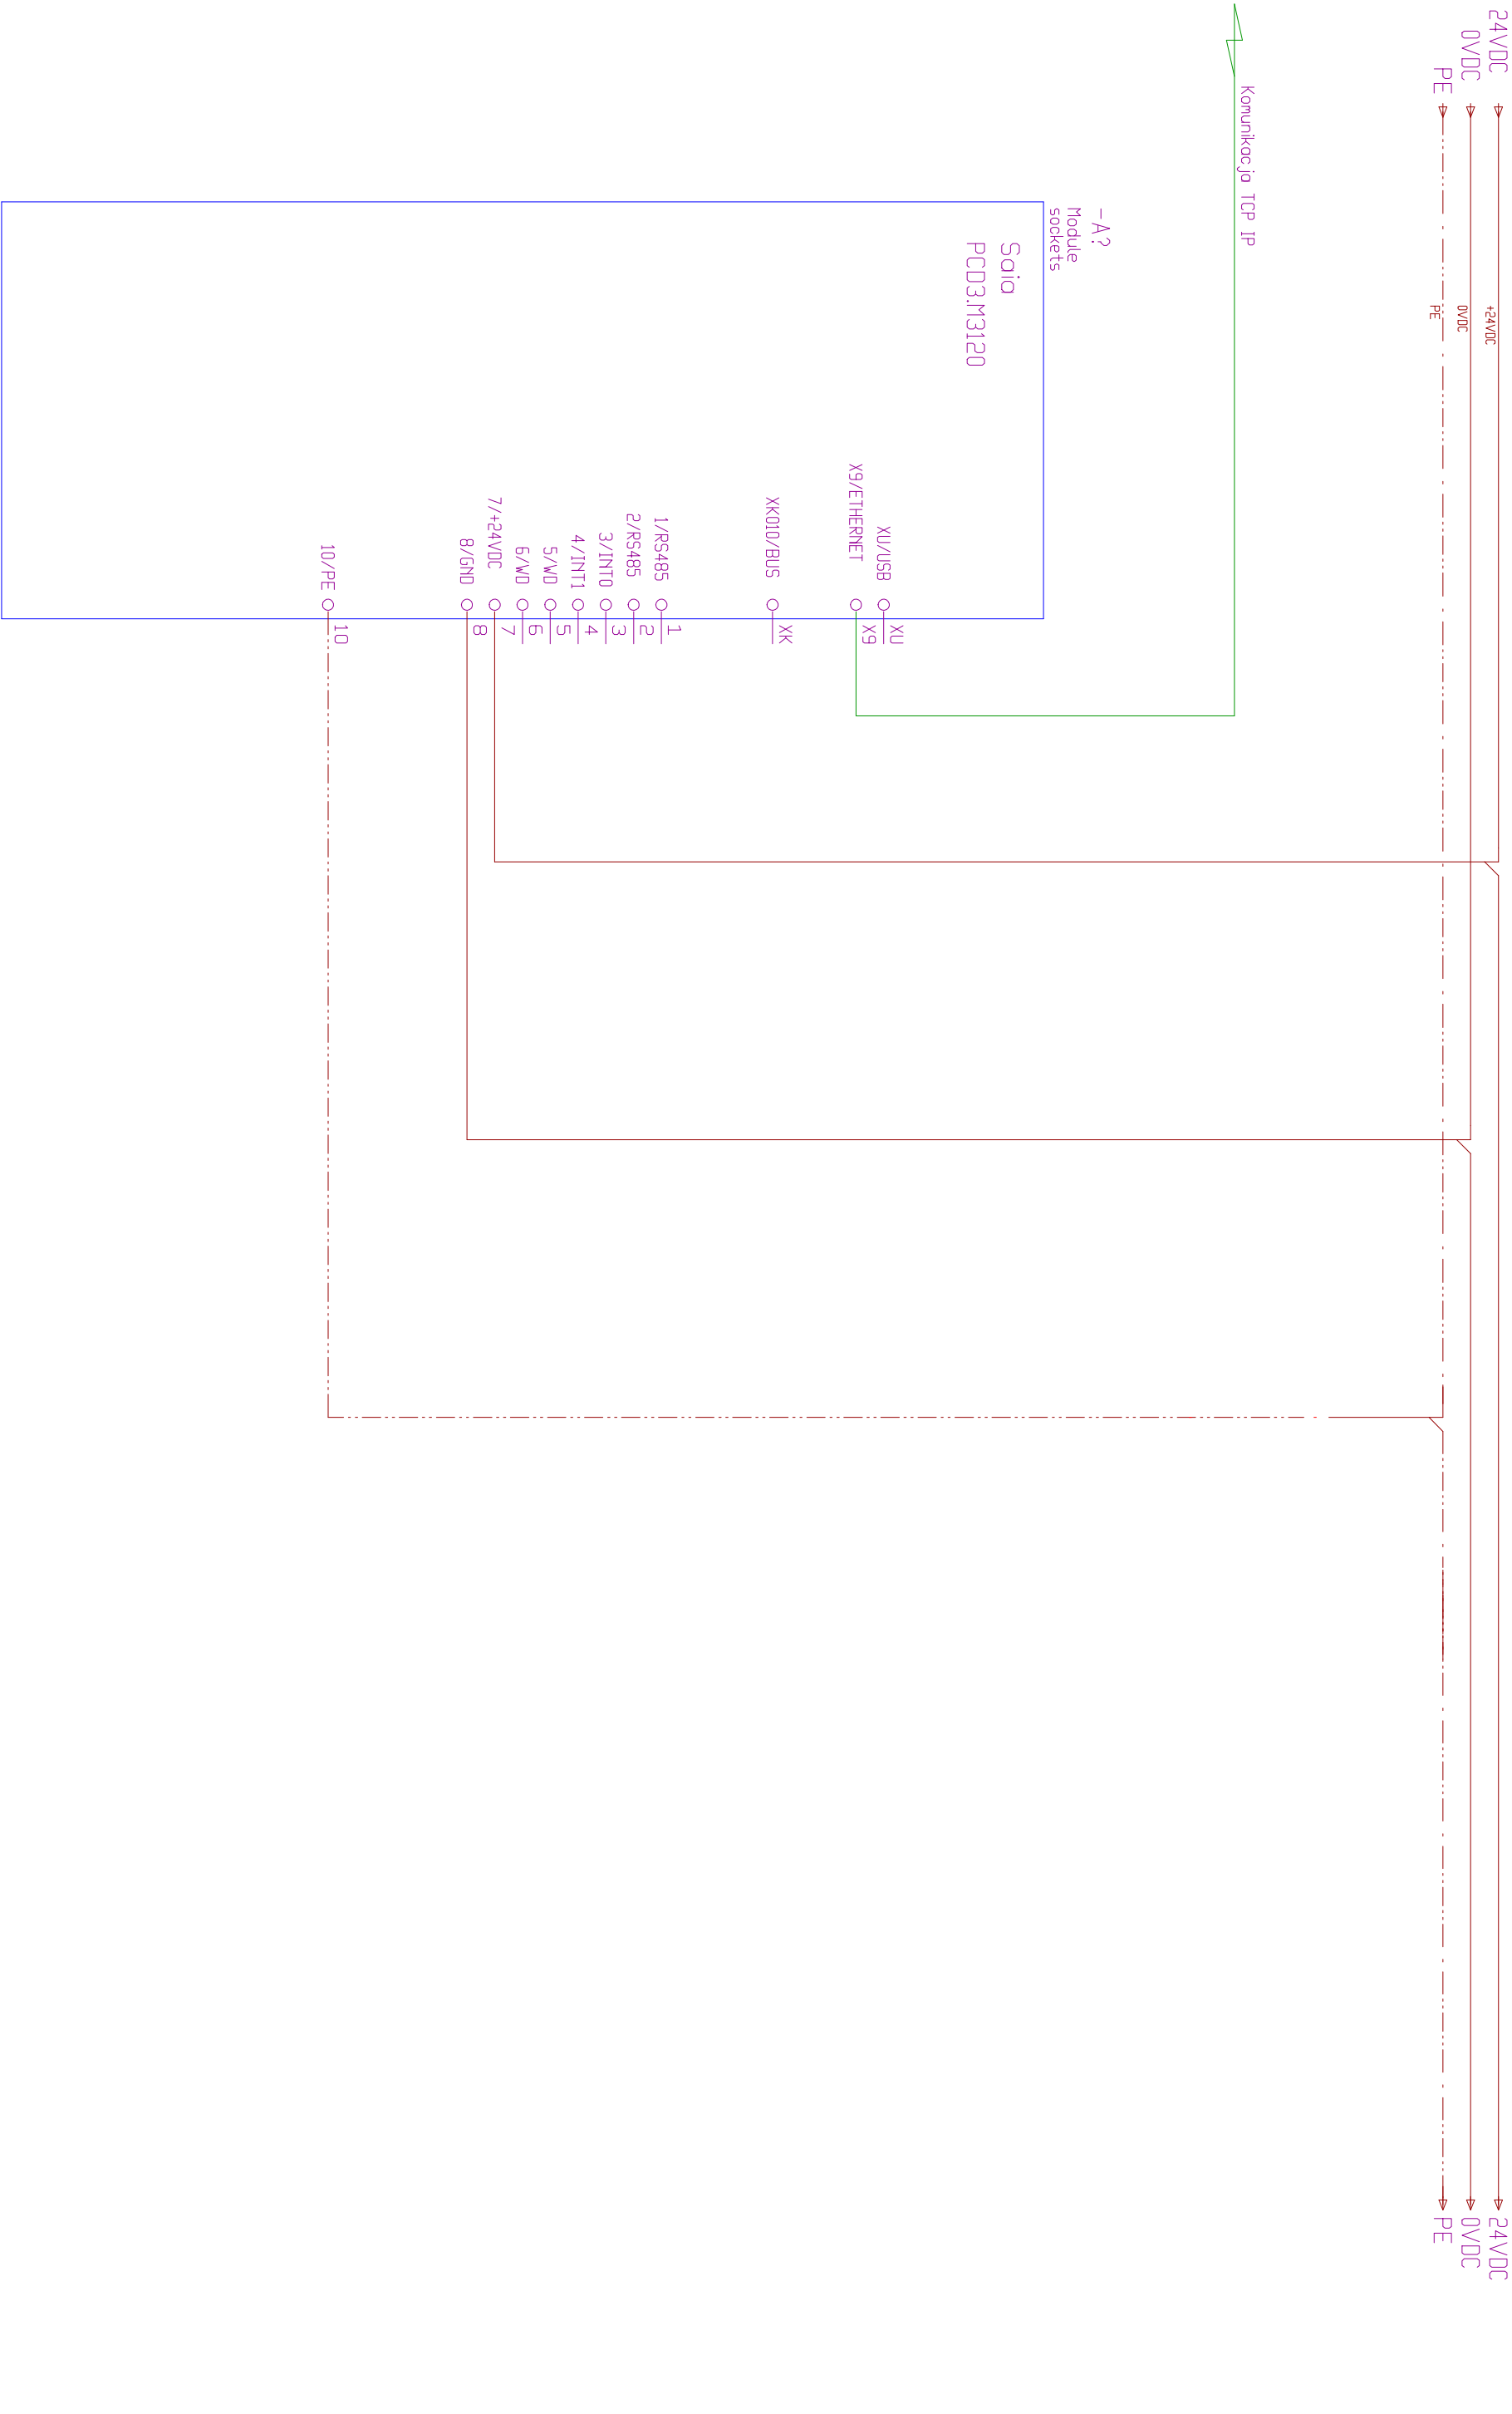 24VDC
24VDC
+24VDC
0VDC
0VDC
0VDC
PE
PE
PE
Komunikacja TCP IP
-A?
Module
sockets
Saia
PCD3.M3120
XU/USB
XU
X9/ETHERNET
X9
XK010/BUS
XK
1/RS485
1
2/RS485
2
3/INT0
3
4/INT1
4
5/WD
5
6/WD
6
7/+24VDC
7
8/GND
8
10/PE
10